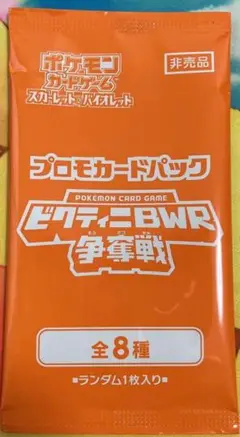 ポケモン
カードゲーム
スカーレット&バイオレット
非売品
プロモカードパック
POKÉMON CARD GAME
ビクティニBWR
争奪戦
全8種
ランダム1枚入り